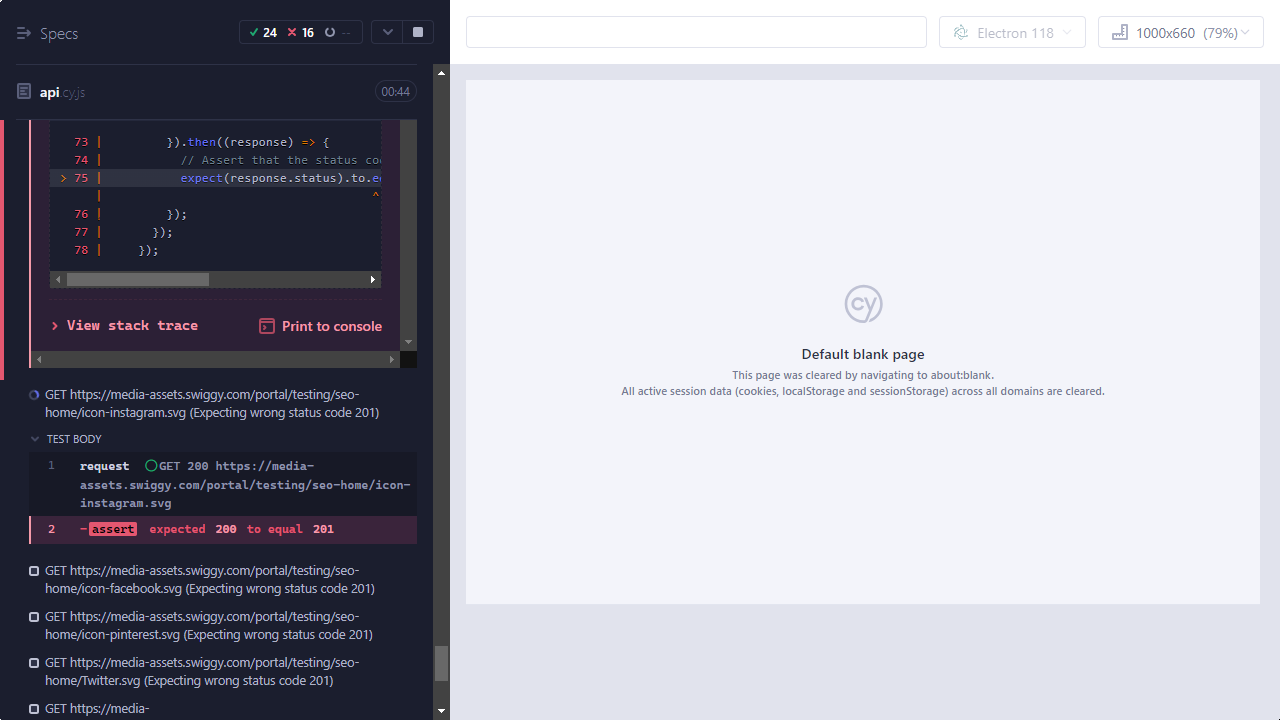 Specs
24 16 --
Electron 118
1000x660 (79%)
api.cy.js
00:44
73 | }).then((response) => {
74 | // Assert that the status
> 75 | expect(response.status).to.
| ^
76 | });
77 | });
78 | });
View stack trace
Print to console
GET https://media-assets.swiggy.com/portal/testing/seo-
home/icon-instagram.svg (Expecting wrong status code 201)
TEST BODY
1 request GET 200 https://media-
assets.swiggy.com/portal/testing/seo-home/icon-
instagram.svg
2 -assert expected 200 to equal 201
GET https://media-assets.swiggy.com/portal/testing/seo-
home/icon-facebook.svg (Expecting wrong status code 201)
GET https://media-assets.swiggy.com/portal/testing/seo-
home/icon-pinterest.svg (Expecting wrong status code 201)
GET https://media-assets.swiggy.com/portal/testing/seo-
home/Twitter.svg (Expecting wrong status code 201)
GET https://media-
cy
Default blank page
This page was cleared by navigating to about:blank.
All active session data (cookies, localStorage and sessionStorage) across all domains are cleared.